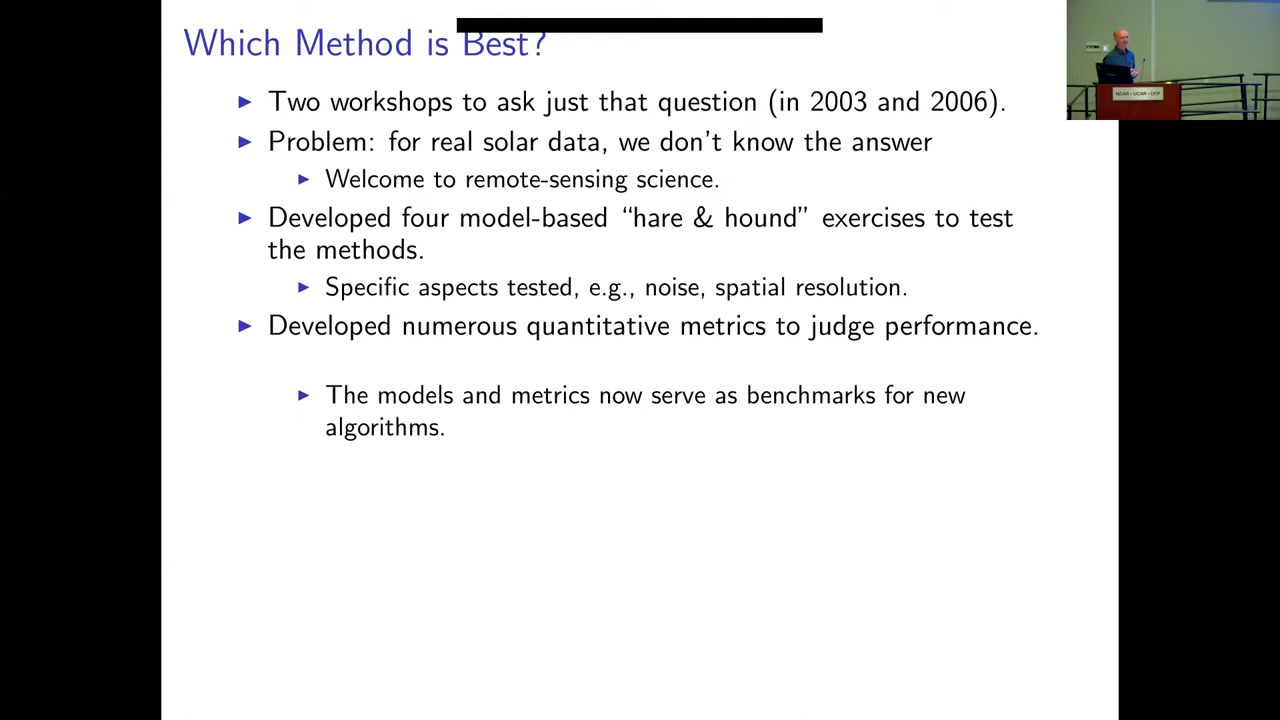 Which Method is Best?
Two workshops to ask just that question (in 2003 and 2006).
Problem: for real solar data, we don't know the answer
Welcome to remote-sensing science.
Developed four model-based “hare & hound” exercises to test
the methods.
Specific aspects tested, e.g., noise, spatial resolution.
Developed numerous quantitative metrics to judge performance.
The models and metrics now serve as benchmarks for new
algorithms.
NCAR • UCAR • UCP